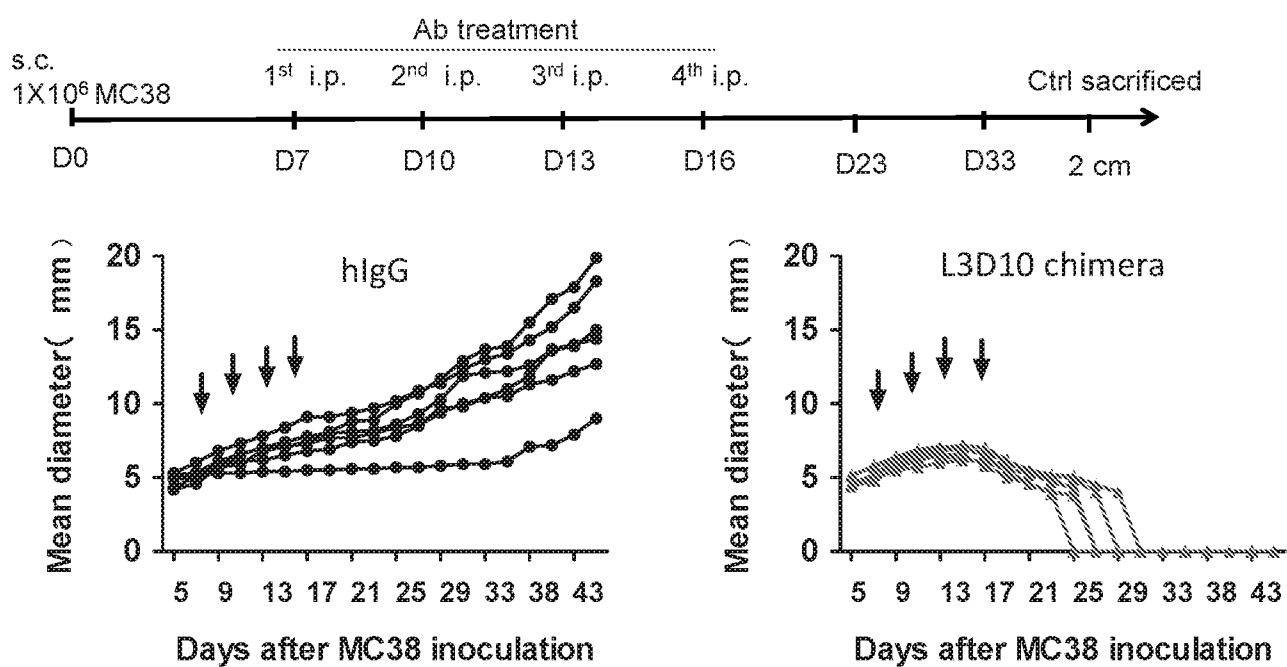 Ab treatment
s.c.
1X10⁶ MC38
1ˢᵗ i.p. 2ⁿᵈ i.p. 3ʳᵈ i.p. 4ᵗʰ i.p.
Ctrl sacrificed
D0 D7 D10 D13 D16 D23 D33 2 cm
Mean diameter( mm)
20
15
10
5
0
hIgG
5 9 13 17 21 25 29 33 38 43
Days after MC38 inoculation
Mean diameter( mm)
20
15
10
5
0
L3D10 chimera
5 9 13 17 21 25 29 33 38 43
Days after MC38 inoculation